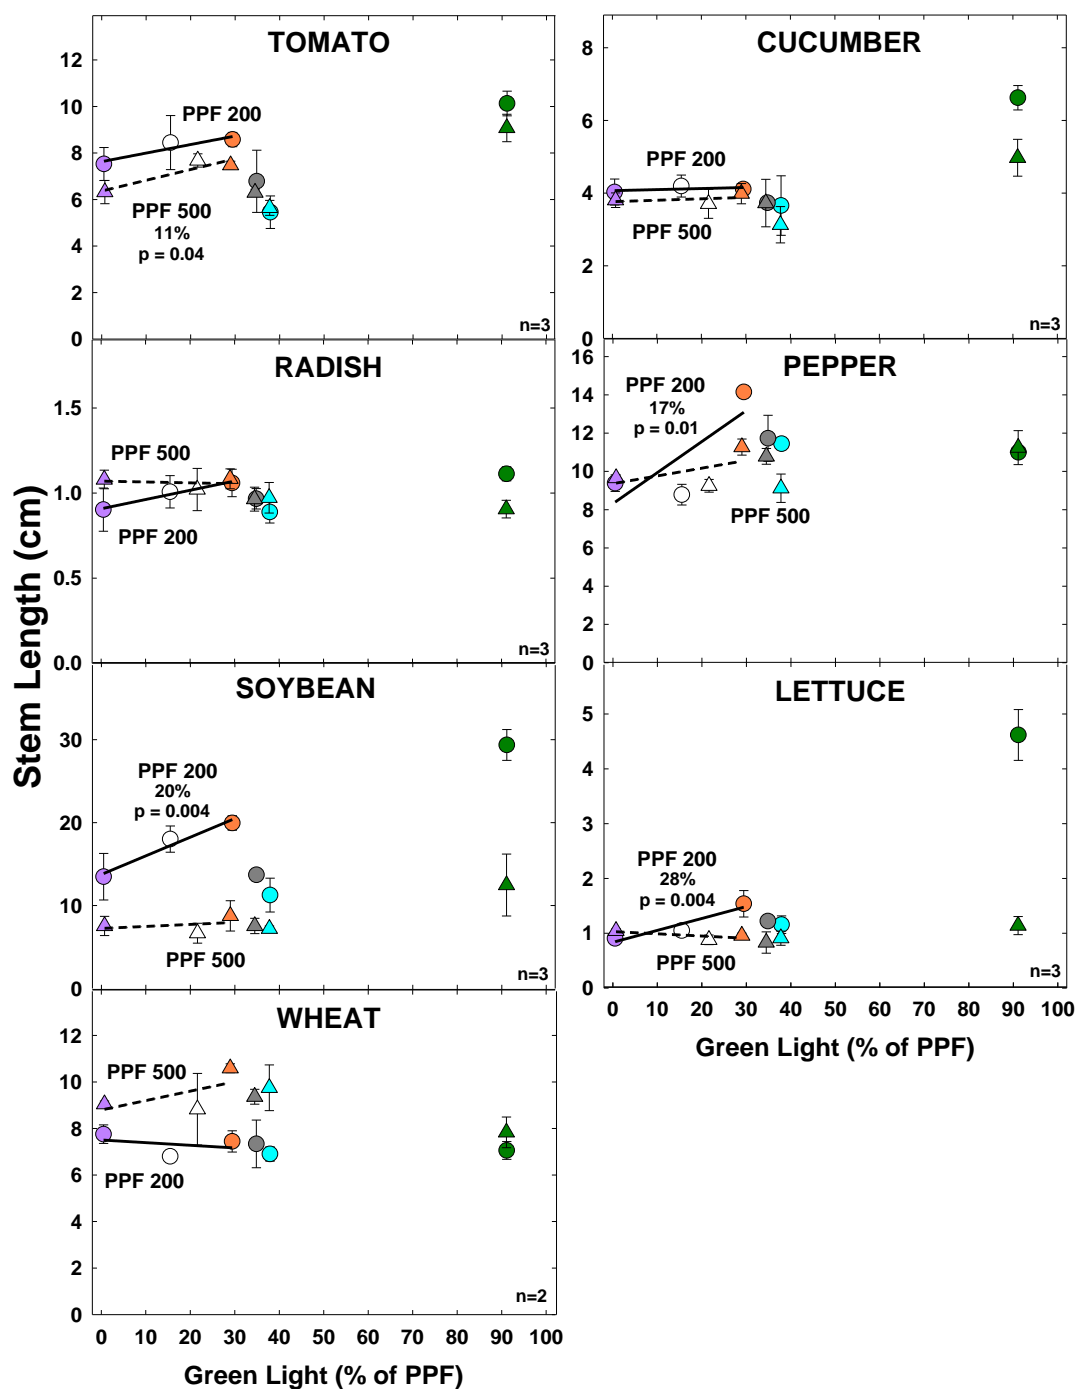 TOMATO
12
10
8
6
4
2
0
PPF 200
PPF 500
11%
p = 0.04
n=3
CUCUMBER
8
6
4
2
0
PPF 200
PPF 500
n=3
RADISH
1.5
1.0
0.5
0.0
PPF 500
PPF 200
n=3
PEPPER
16
14
12
10
8
6
4
2
0
PPF 200
17%
p = 0.01
PPF 500
Stem Length (cm)
SOYBEAN
30
20
10
0
PPF 200
20%
p = 0.004
PPF 500
n=3
LETTUCE
5
4
3
2
1
0
PPF 200
28%
p = 0.004
PPF 500
n=3
0 10 20 30 40 50 60 70 80 90 100
Green Light (% of PPF)
WHEAT
12
10
8
6
4
2
0
PPF 500
PPF 200
n=2
0 10 20 30 40 50 60 70 80 90 100
Green Light (% of PPF)